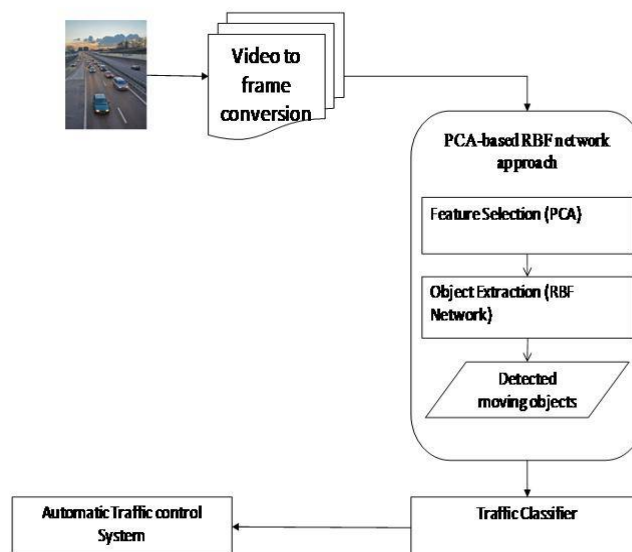 Video to
frame
conversion
PCA-based RBF network
approach
Feature Selection (PCA)
Object Extraction (RBF
Network)
Detected
moving objects
Traffic Classifier
Automatic Traffic control
System